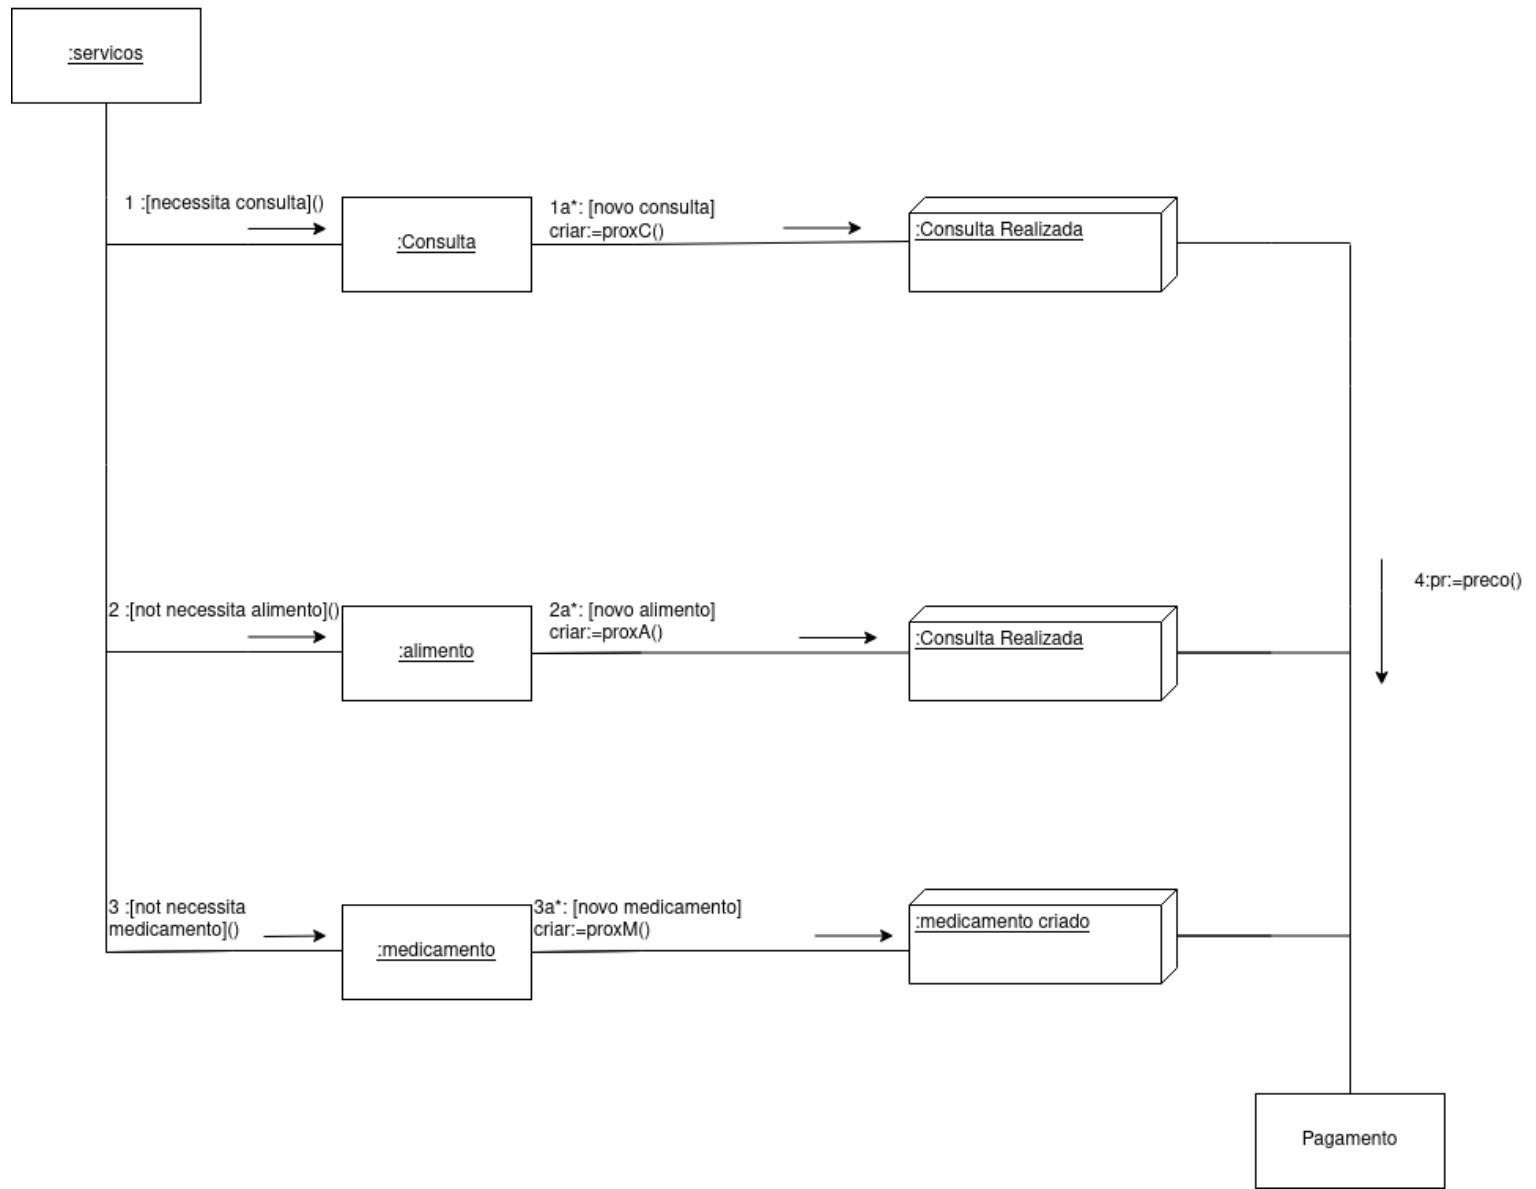 :servicos
1 :[necessita consulta]()
:Consulta
1a*: [novo consulta]
criar:=proxC()
:Consulta Realizada
2 :[not necessita alimento]()
:alimento
2a*: [novo alimento]
criar:=proxA()
:Consulta Realizada
4:pr:=preco()
3 :[not necessita
medicamento]()
:medicamento
3a*: [novo medicamento]
criar:=proxM()
:medicamento criado
Pagamento